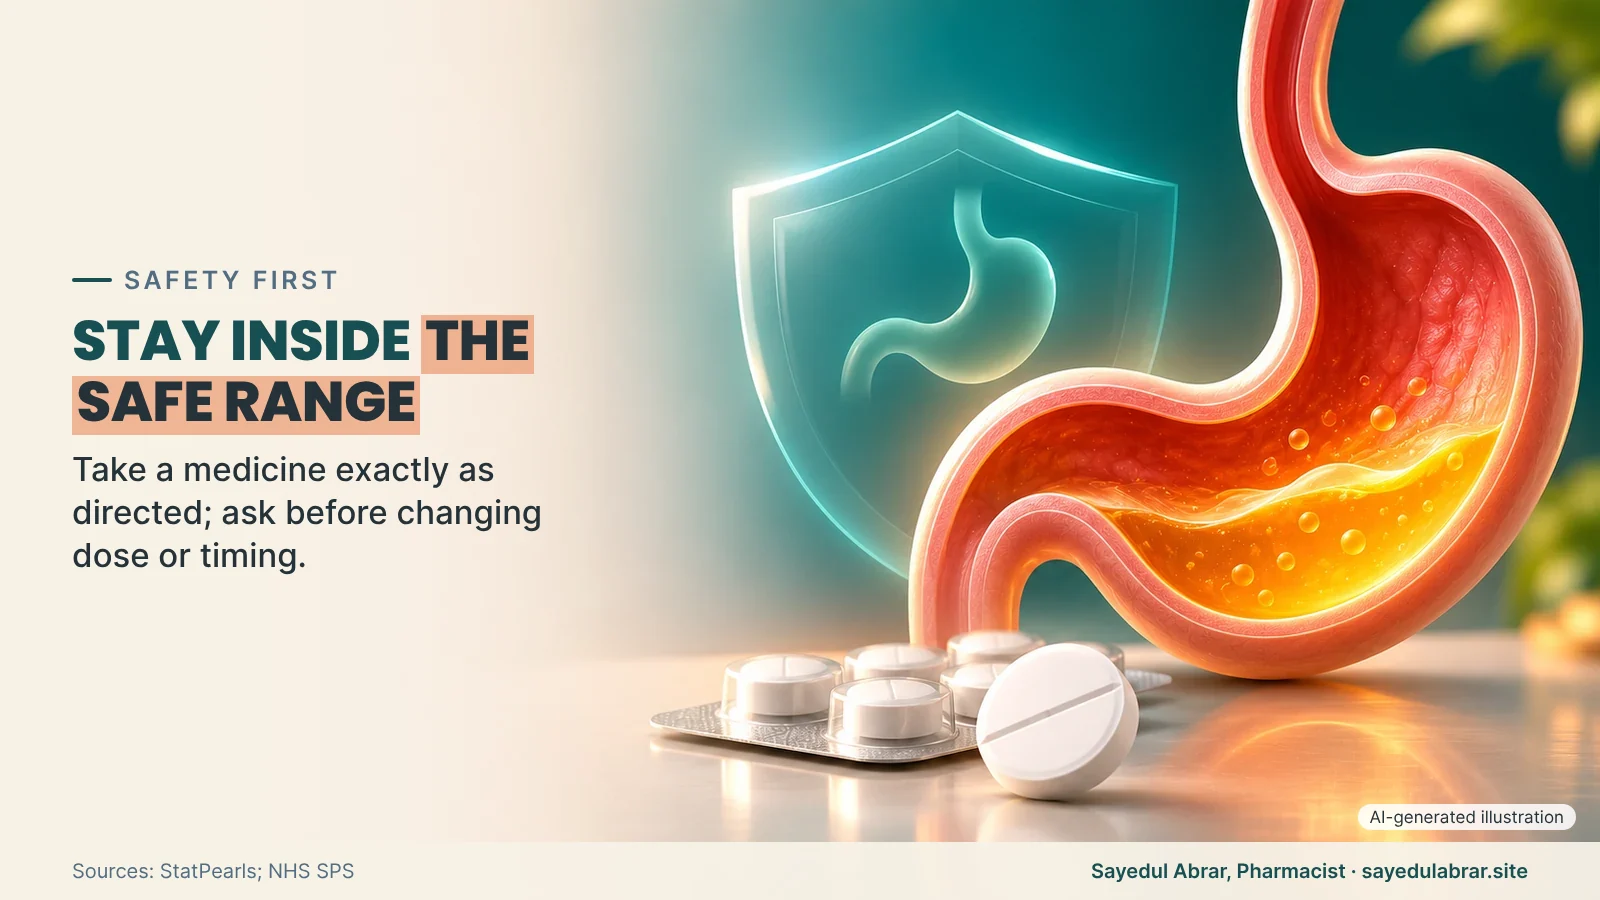 SAFETY FIRST
STAY INSIDE THE
SAFE RANGE
Take a medicine exactly as
directed; ask before changing
dose or timing.
AI-generated illustration
Sources: StatPearls; NHS SPS
Sayedul Abrar, Pharmacist · sayedulabrar.site